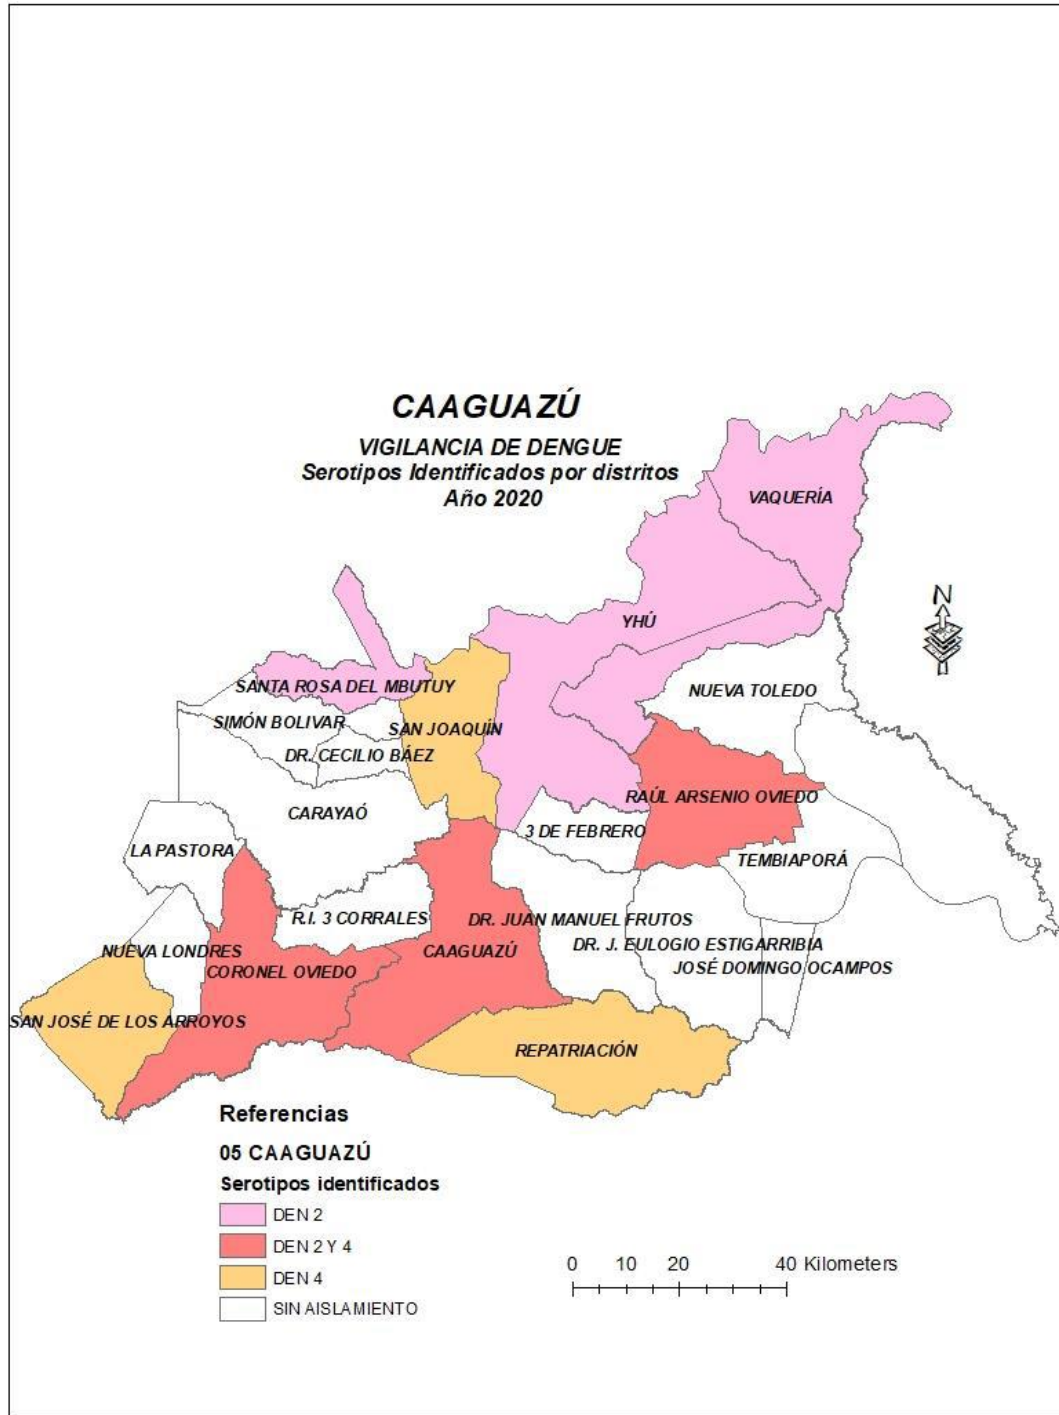 CAAGUAZÚ
VIGILANCIA DE DENGUE
Serotipos Identificados por distritos
Año 2020
VAQUERÍA
N
YHÚ
SANTA ROSA DEL MBUTUY
NUEVA TOLEDO
SIMÓN BOLIVAR
SAN JOAQUÍN
DR. CECILIO BÁEZ
RAÚL ARSENIO OVIEDO
CARAYAÓ
3 DE FEBRERO
LA PASTORA
TEMBIAPORÁ
R.I. 3 CORRALES
DR. JUAN MANUEL FRUTOS
NUEVA LONDRES
CAAGUAZÚ
DR. J. EULOGIO ESTIGARRIBIA
CORONEL OVIEDO
JOSÉ DOMINGO OCAMPOS
SAN JOSÉ DE LOS ARROYOS
REPATRIACIÓN
Referencias
05 CAAGUAZÚ
Serotipos identificados
DEN 2
DEN 2 Y 4
DEN 4
SIN AISLAMIENTO
0 10 20 40 Kilometers